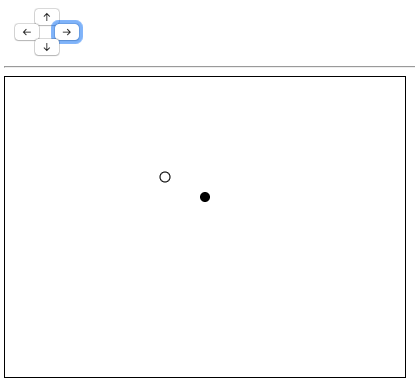 ↑
← →
↓